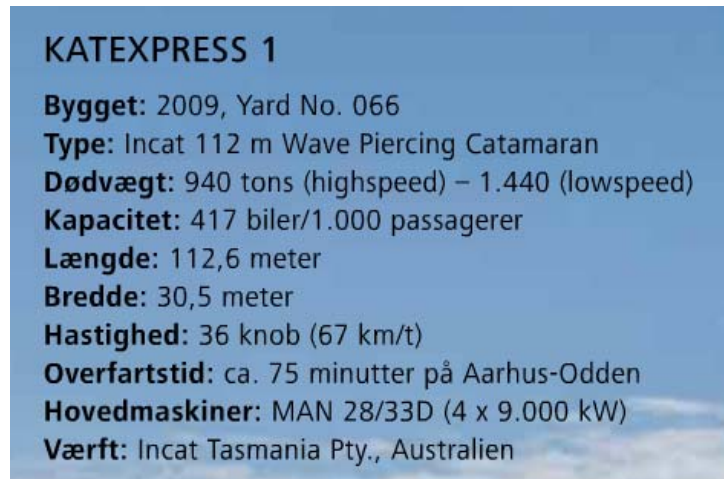 KATEXPRESS 1
Bygget: 2009, Yard No. 066
Type: Incat 112 m Wave Piercing Catamaran
Dødvægt: 940 tons (highspeed) – 1.440 (lowspeed)
Kapacitet: 417 biler/1.000 passagerer
Længde: 112,6 meter
Bredde: 30,5 meter
Hastighed: 36 knob (67 km/t)
Overfartstid: ca. 75 minutter på Aarhus-Odden
Hovedmaskiner: MAN 28/33D (4 x 9.000 kW)
Værft: Incat Tasmania Pty., Australien